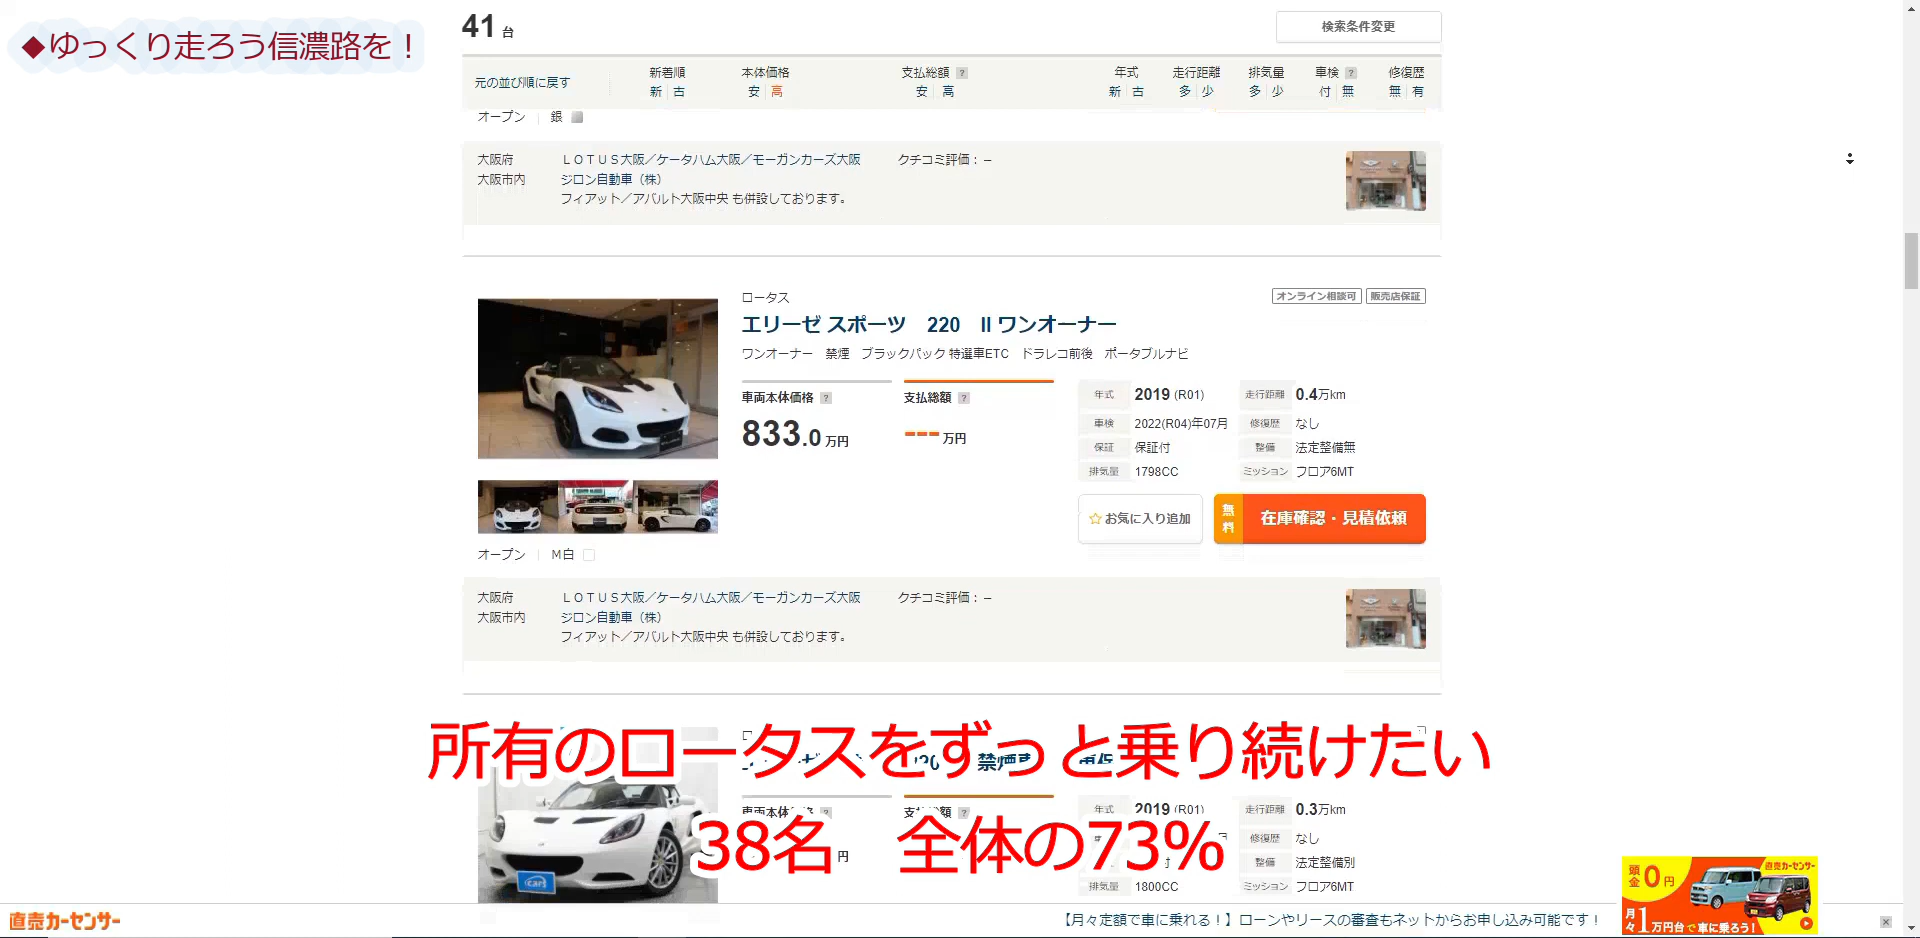 ◆ゆっくり走ろう信濃路を！
41 台
検索条件変更
元の並び順に戻す
新着順
新 古
本体価格
安 高
支払総額 ?
安 高
年式
新 古
走行距離
多 少
排気量
多 少
車検 ?
付 無
修復歴
無 有
オープン 銀
大阪府
大阪市内
ＬＯＴＵＳ大阪／ケータハム大阪／モーガンカーズ大阪
ジロン自動車（株）
フィアット／アバルト大阪中央 も併設しております。
クチコミ評価：－
ロータス
オンライン相談可 販売店保証
エリーゼ スポーツ　220　II ワンオーナー
ワンオーナー　禁煙　ブラックパック 特選車ETC　ドラレコ前後　ポータブルナビ
車両本体価格 ?
833.0 万円
支払総額 ?
--- 万円
年式 2019 (R01) 走行距離 0.4万km
車検 2022(R04)年07月 修復歴 なし
保証 保証付 整備 法定整備無
排気量 1798CC ミッション フロア6MT
☆お気に入り追加
無料 在庫確認・見積依頼
オープン M白
大阪府
大阪市内
ＬＯＴＵＳ大阪／ケータハム大阪／モーガンカーズ大阪
ジロン自動車（株）
フィアット／アバルト大阪中央 も併設しております。
クチコミ評価：－
所有のロータスをずっと乗り続けたい
38名　全体の73%
年式 2019 (R01) 走行距離 0.3万km
修復歴 なし
整備 法定整備別
排気量 1800CC ミッション フロア6MT
直売カーセンサー
【月々定額で車に乗れる！】ローンやリースの審査もネットからお申し込み可能です！
頭金0円
直売カーセンサー
月々1万円台で車に乗ろう！